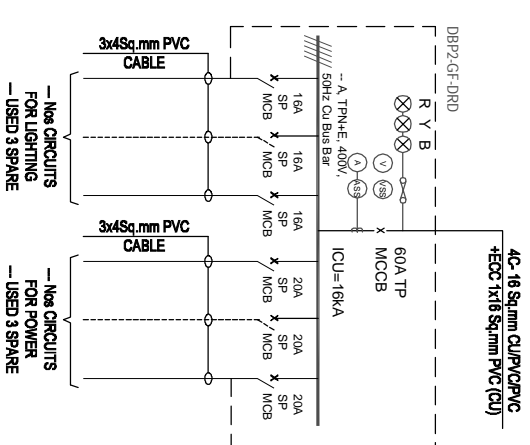 DBP2-GF-DRD
4C- 16 Sq.mm CU/PVC/PVC
+ECC 1x16 Sq.mm PVC (CU)
R Y B
V
VSS
A
ASS
60A TP
MCCB
ICU=16kA
-- A, TPN+E, 400V,
50Hz Cu Bus Bar
16A
SP
MCB
16A
SP
MCB
16A
SP
MCB
20A
SP
MCB
20A
SP
MCB
20A
SP
MCB
3x4Sq.mm PVC
CABLE
3x4Sq.mm PVC
CABLE
--- Nos CIRCUITS
FOR LIGHTING
--- USED 3 SPARE
--- Nos CIRCUITS
FOR POWER
--- USED 3 SPARE